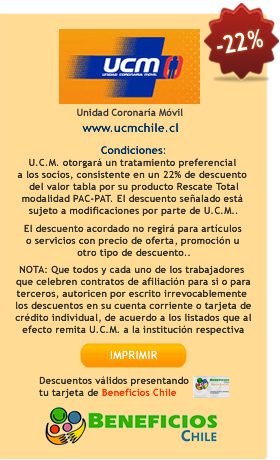 -22%
UCM
UNIDAD CORONARIA MOVIL
Unidad Coronaría Móvil
www.ucmchile.cl
Condiciones:
U.C.M. otorgará un tratamiento preferencial
a los socios, consistente en un 22% de descuento
del valor tabla por su producto Rescate Total
modalidad PAC-PAT. El descuento señalado está
sujeto a modificaciones por parte de U.C.M..
El descuento acordado no regirá para artículos
o servicios con precio de oferta, promoción u
otro tipo de descuento..
NOTA: Que todos y cada uno de los trabajadores
que celebren contratos de afiliación para si o para
terceros, autoricen por escrito irrevocablemente
los descuentos en su cuenta corriente o tarjeta de
crédito individual, de acuerdo a los listados que al
efecto remita U.C.M. a la institución respectiva
IMPRIMIR
Descuentos válidos presentando
tu tarjeta de Beneficios Chile
BENEFICIOS
CHILE